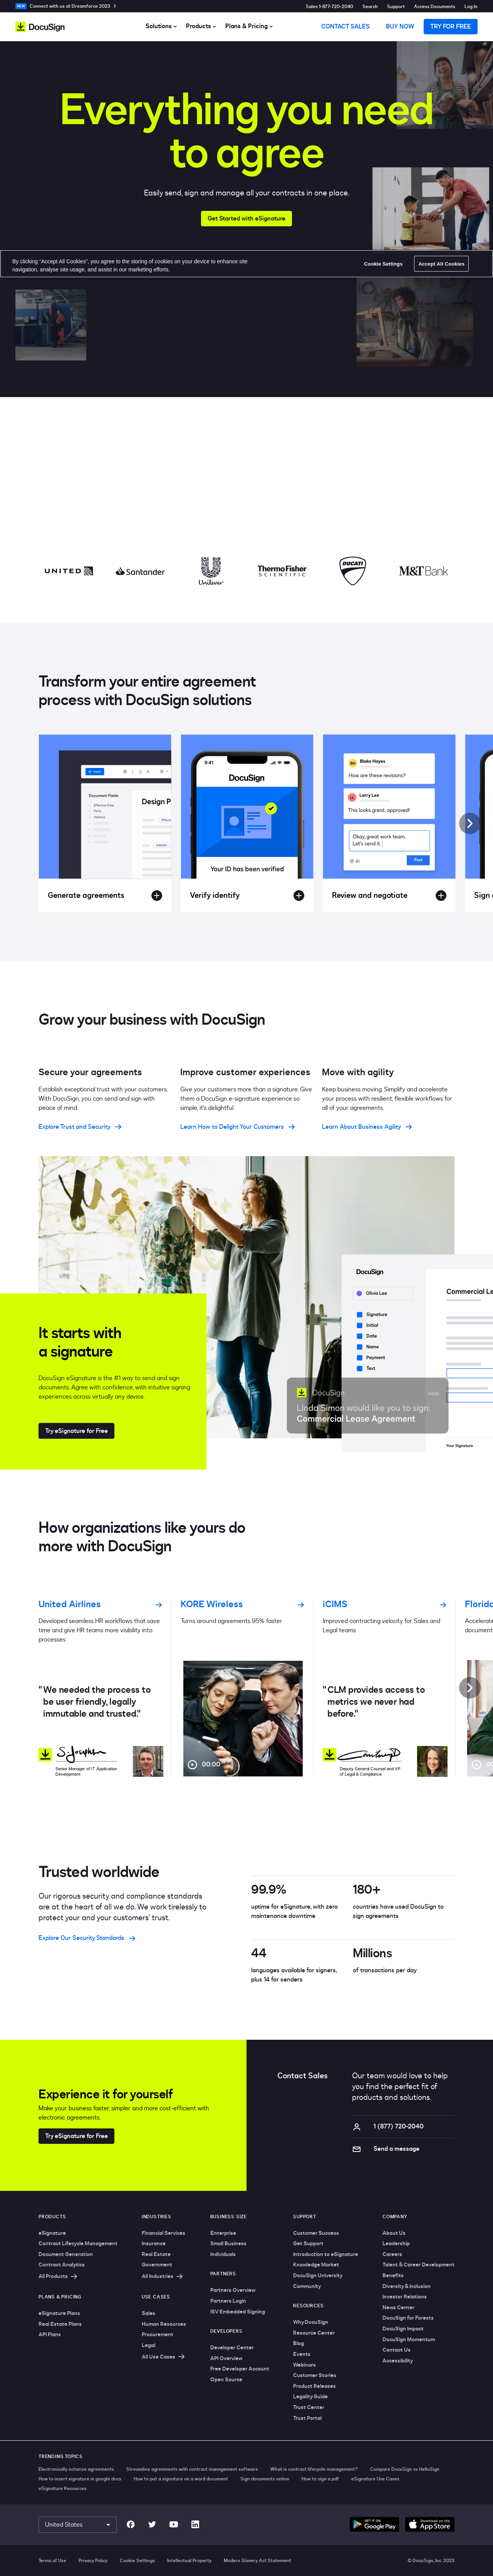 NEW Connect with us at Dreamforce 2023
Sales 1-877-720-2040 Search Support Access Documents Log In
DocuSign
Solutions Products Plans & Pricing
CONTACT SALES BUY NOW TRY FOR FREE
Everything you need
to agree
Easily send, sign and manage all your contracts in one place.
Get Started with eSignature
By clicking “Accept All Cookies”, you agree to the storing of cookies on your device to enhance site
navigation, analyse site usage, and assist in our marketing efforts.
Cookie Settings Accept All Cookies
UNITED
Santander
Unilever
ThermoFisher
SCIENTIFIC
DUCATI
M&T Bank
Transform your entire agreement
process with DocuSign solutions
Document Fields
Effective Date
Party
Address
Design P
Generate agreements
9:41
DocuSign
Your ID has been verified
Verify identify
Blake Hayes
How are these revisions?
Larry Lee
This looks great, approved!
Okay, great work team.
Let's send it.
Post
Review and negotiate
Sign
Grow your business with DocuSign
Secure your agreements
Establish exceptional trust with your customers.
With DocuSign, you can send and sign with
peace of mind.
Explore Trust and Security
Improve customer experiences
Give your customers more than a signature. Give
them a DocuSign e-signature experience so
simple, it's delightful.
Learn How to Delight Your Customers
Move with agility
Keep business moving. Simplify and accelerate
your process with resilient, flexible workflows for
all of your agreements.
Learn About Business Agility
It starts with
a signature
DocuSign eSignature is the #1 way to send and sign
documents. Agree with confidence, with intuitive signing
experiences across virtually any device.
Try eSignature for Free
DocuSign
Olivia Lee
Signature
Initial
Date
Name
Payment
Text
Commercial Le
DocuSign now
Linda Simon would like you to sign:
Commercial Lease Agreement
Your Signature
How organizations like yours do
more with DocuSign
United Airlines
Developed seamless HR workflows that save
time and give HR teams more visibility into
processes
"We needed the process to
be user friendly, legally
immutable and trusted."
Senior Manager of IT Application
Development
KORE Wireless
Turns around agreements 95% faster
00:00
iCIMS
Improved contracting velocity for Sales and
Legal teams
"CLM provides access to
metrics we never had
before."
Deputy General Counsel and VP
of Legal & Compliance
Florida
Accelerate
document
Trusted worldwide
Our rigorous security and compliance standards
are at the heart of all we do. We work tirelessly to
protect your and your customers' trust.
Explore Our Security Standards
99.9%
uptime for eSignature, with zero
maintenance downtime
180+
countries have used DocuSign to
sign agreements
44
languages available for signers,
plus 14 for senders
Millions
of transactions per day
Experience it for yourself
Make your business faster, simpler and more cost-efficient with
electronic agreements.
Try eSignature for Free
Contact Sales
Our team would love to help
you find the perfect fit of
products and solutions.
1 (877) 720-2040
Send a message
PRODUCTS
eSignature
Contract Lifecycle Management
Document Generation
Contract Analytics
All Products
PLANS & PRICING
eSignature Plans
Real Estate Plans
API Plans
INDUSTRIES
Financial Services
Insurance
Real Estate
Government
All Industries
USE CASES
Sales
Human Resources
Procurement
Legal
All Use Cases
BUSINESS SIZE
Enterprise
Small Business
Individuals
PARTNERS
Partners Overview
Partners Login
ISV Embedded Signing
DEVELOPERS
Developer Center
API Overview
Free Developer Account
Open Source
SUPPORT
Customer Success
Get Support
Introduction to eSignature
Knowledge Market
DocuSign University
Community
RESOURCES
Why DocuSign
Resource Center
Blog
Events
Webinars
Customer Stories
Product Releases
Legality Guide
Trust Center
Trust Portal
COMPANY
About Us
Leadership
Careers
Talent & Career Development
Benefits
Diversity & Inclusion
Investor Relations
News Center
DocuSign for Forests
DocuSign Impact
DocuSign Momentum
Contact Us
Accessibility
TRENDING TOPICS
Electronically notarize agreements Streamline agreements with contract management software What is contract lifecycle management? Compare DocuSign vs HelloSign
How to insert signature in google docs How to put a signature on a word document Sign documents online How to sign a pdf eSignature Use Cases
eSignature Resources
United States
GET IT ON
Google Play
Download on the
App Store
Terms of Use Privacy Policy Cookie Settings Intellectual Property Modern Slavery Act Statement
© DocuSign, Inc. 2023